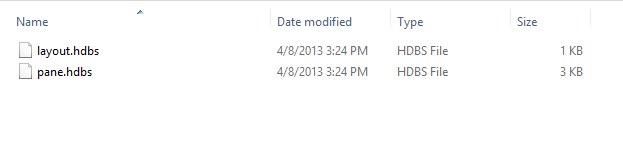 Name Date modified Type Size
layout.hdbs 4/8/2013 3:24 PM HDBS File 1 KB
pane.hdbs 4/8/2013 3:24 PM HDBS File 3 KB